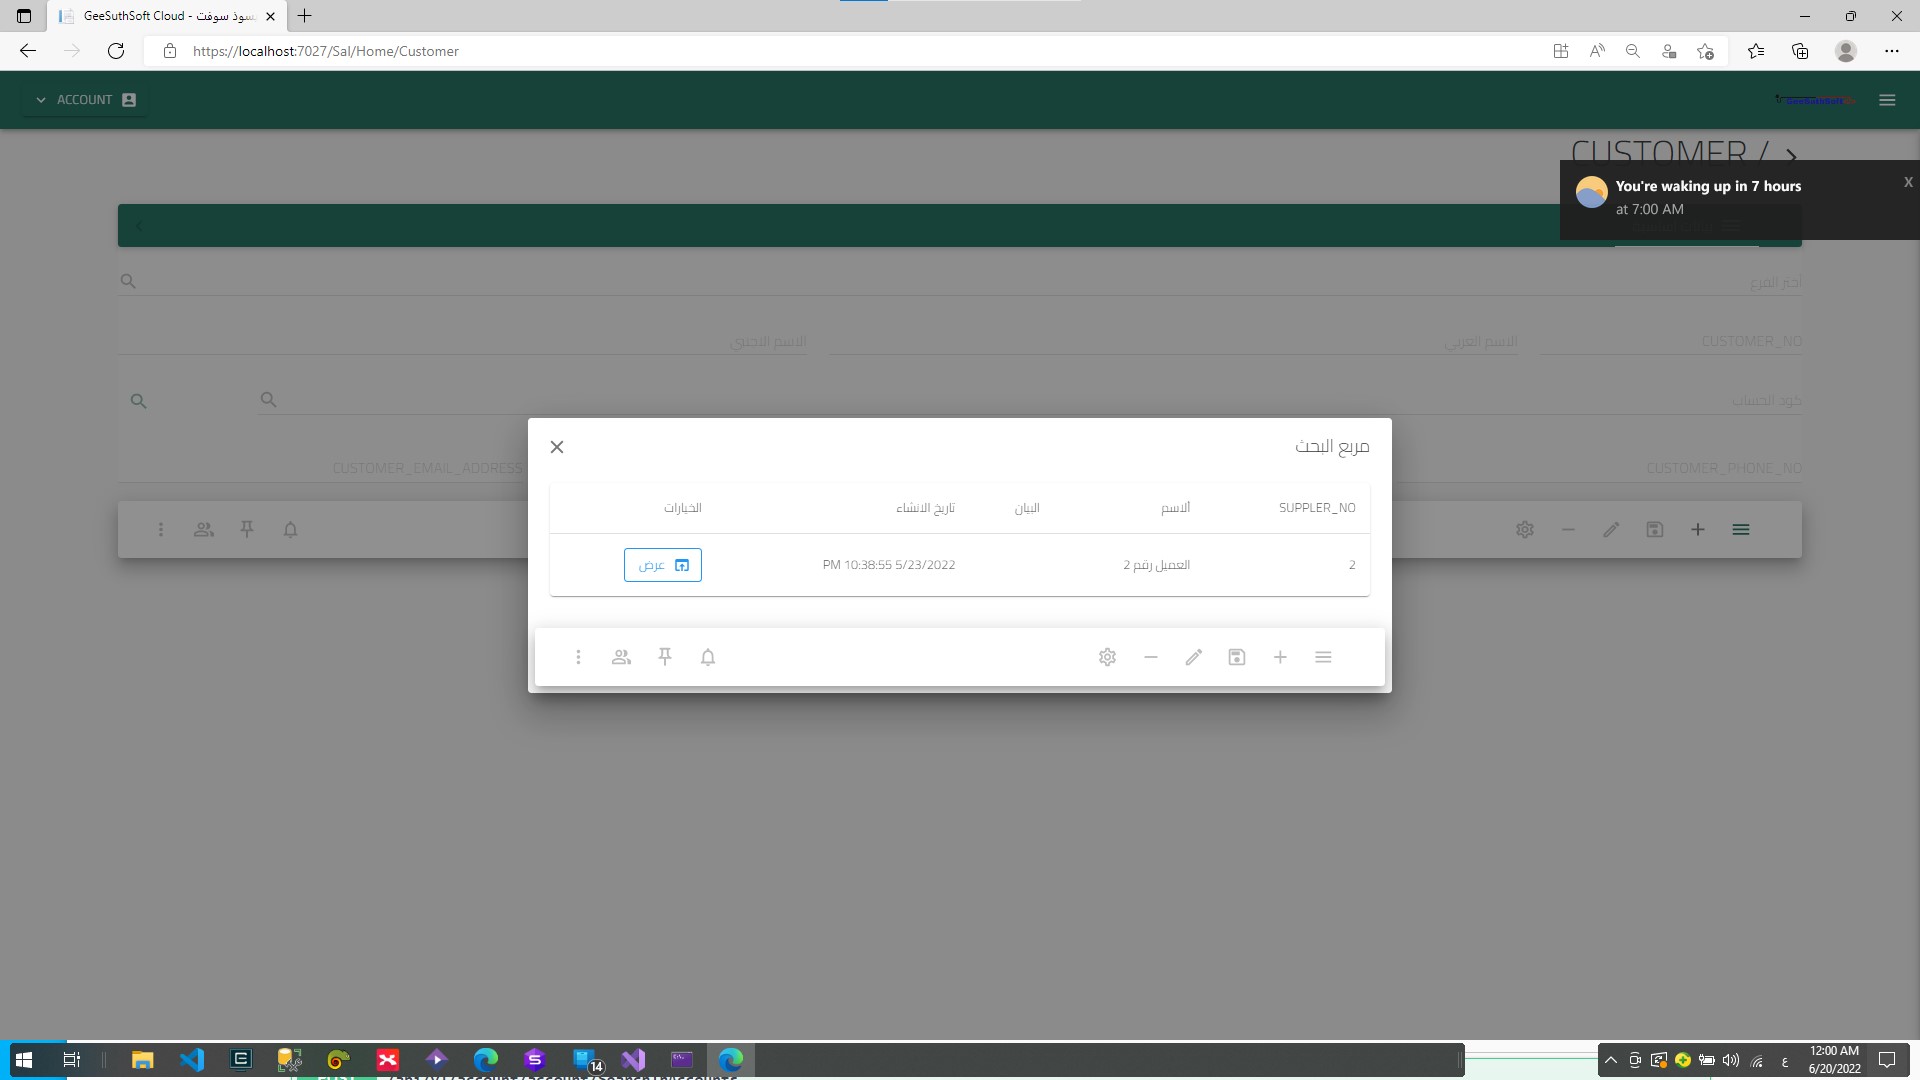 GeeSuthSoft Cloud - يسوذ سوفت
https://localhost:7027/Sal/Home/Customer
ACCOUNT
GeeSuthSoft
CUSTOMER /
You're waking up in 7 hours
at 7:00 AM
X
اختر الفرع
CUSTOMER_NO
الاسم العربي
الاسم الاجنبي
كود الحساب
CUSTOMER_PHONE_NO
CUSTOMER_EMAIL_ADDRESS
مربع البحث
SUPPLER_NO
ألاسم
البيان
تاريخ الانشاء
الخيارات
2
العميل رقم 2
PM 10:38:55 5/23/2022
عرض
14
ع
12:00 AM
6/20/2022